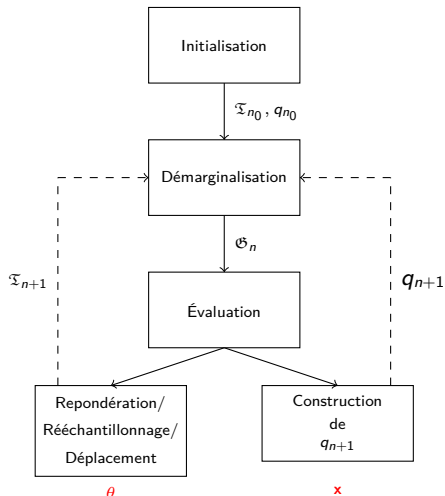 Initialisation
𝔗ₙ₀, qₙ₀
Démarginalisation
𝔊ₙ
𝔗ₙ₊₁
qₙ₊₁
Évaluation
Repondération/
Rééchantillonnage/
Déplacement
Construction
de
qₙ₊₁
θ
x